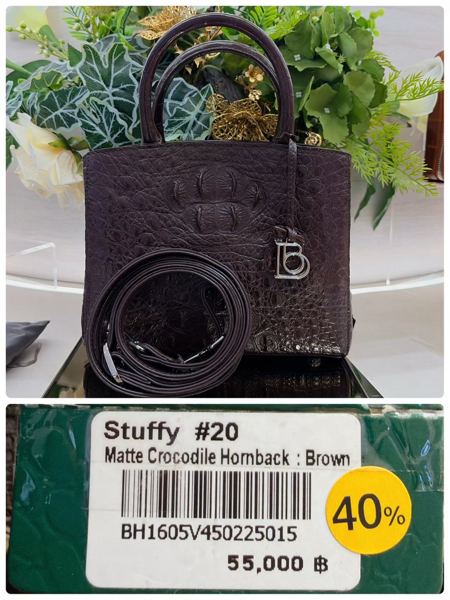 B
Stuffy #20
Matte Crocodile Hornback : Brown
40%
BH1605V450225015
55,000 ฿